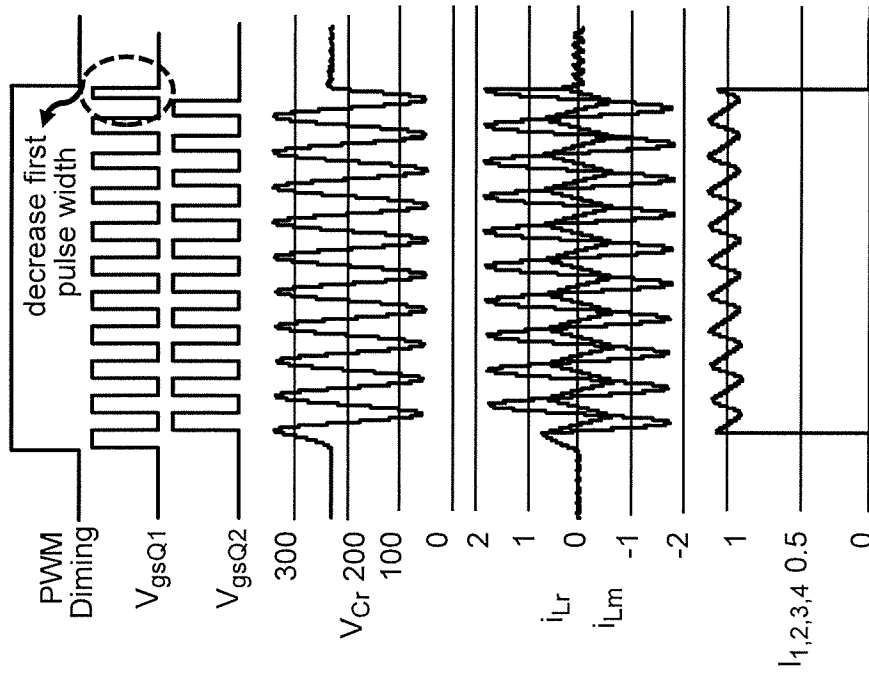 decrease first
pulse width
PWM
Diming
VgsQ1
VgsQ2
300
VCr 200
100
0
2
1
iLr 0
iLm -1
-2
1
I1,2,3,4 0.5
0